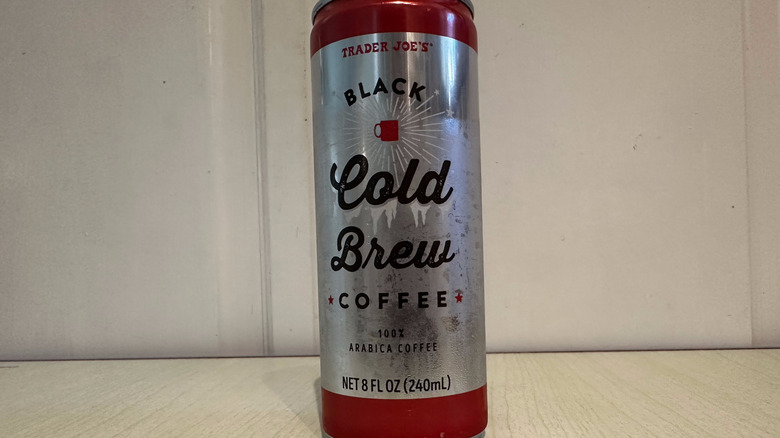 TRADER JOE'S
BLACK
Cold
Brew
COFFEE
100%
ARABICA COFFEE
NET 8 FL OZ (240mL)